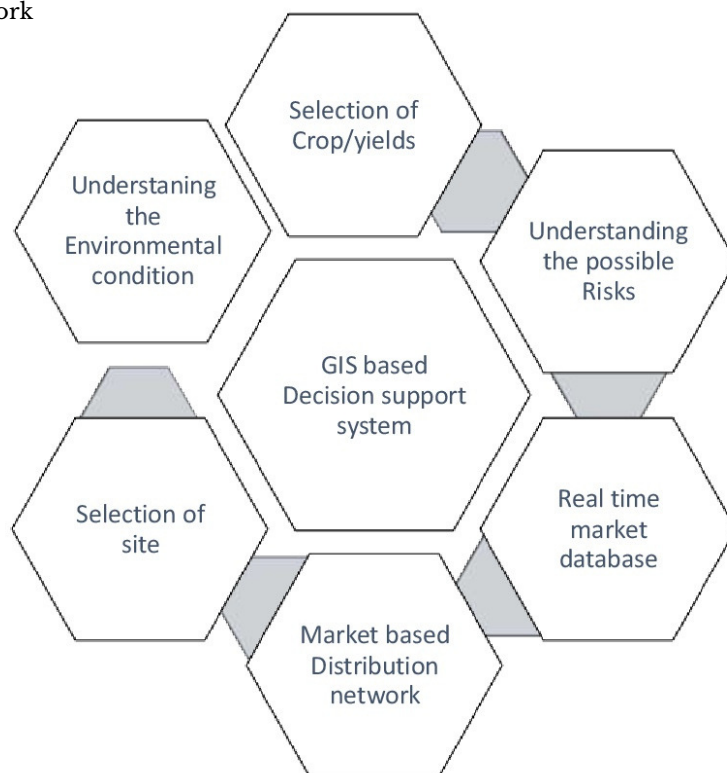 ork
Selection of
Crop/yields
Understaning
the
Environmental
condition
Understanding
the possible
Risks
GIS based
Decision support
system
Selection of
site
Real time
market
database
Market based
Distribution
network